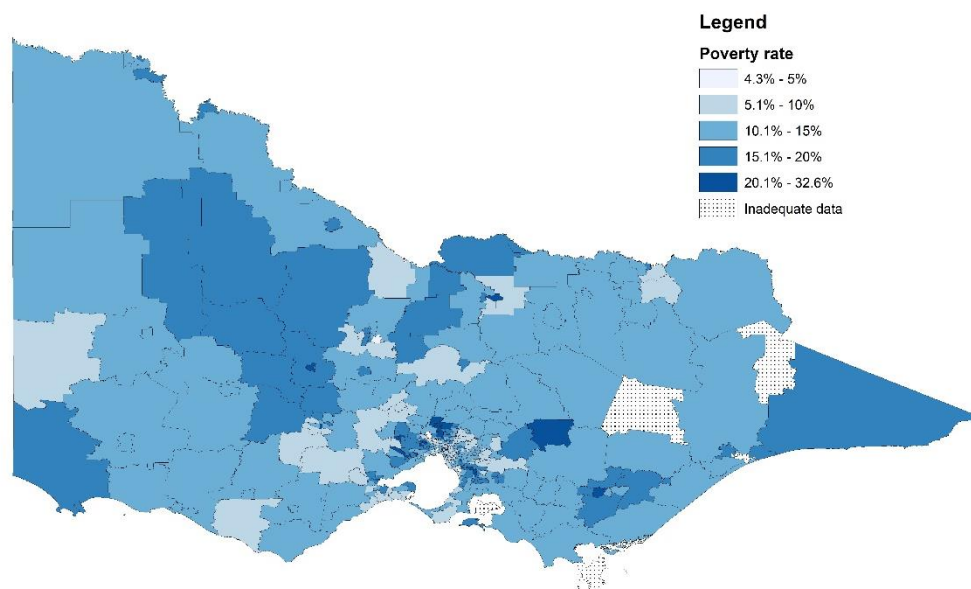 Legend
Poverty rate
4.3% - 5%
5.1% - 10%
10.1% - 15%
15.1% - 20%
20.1% - 32.6%
Inadequate data